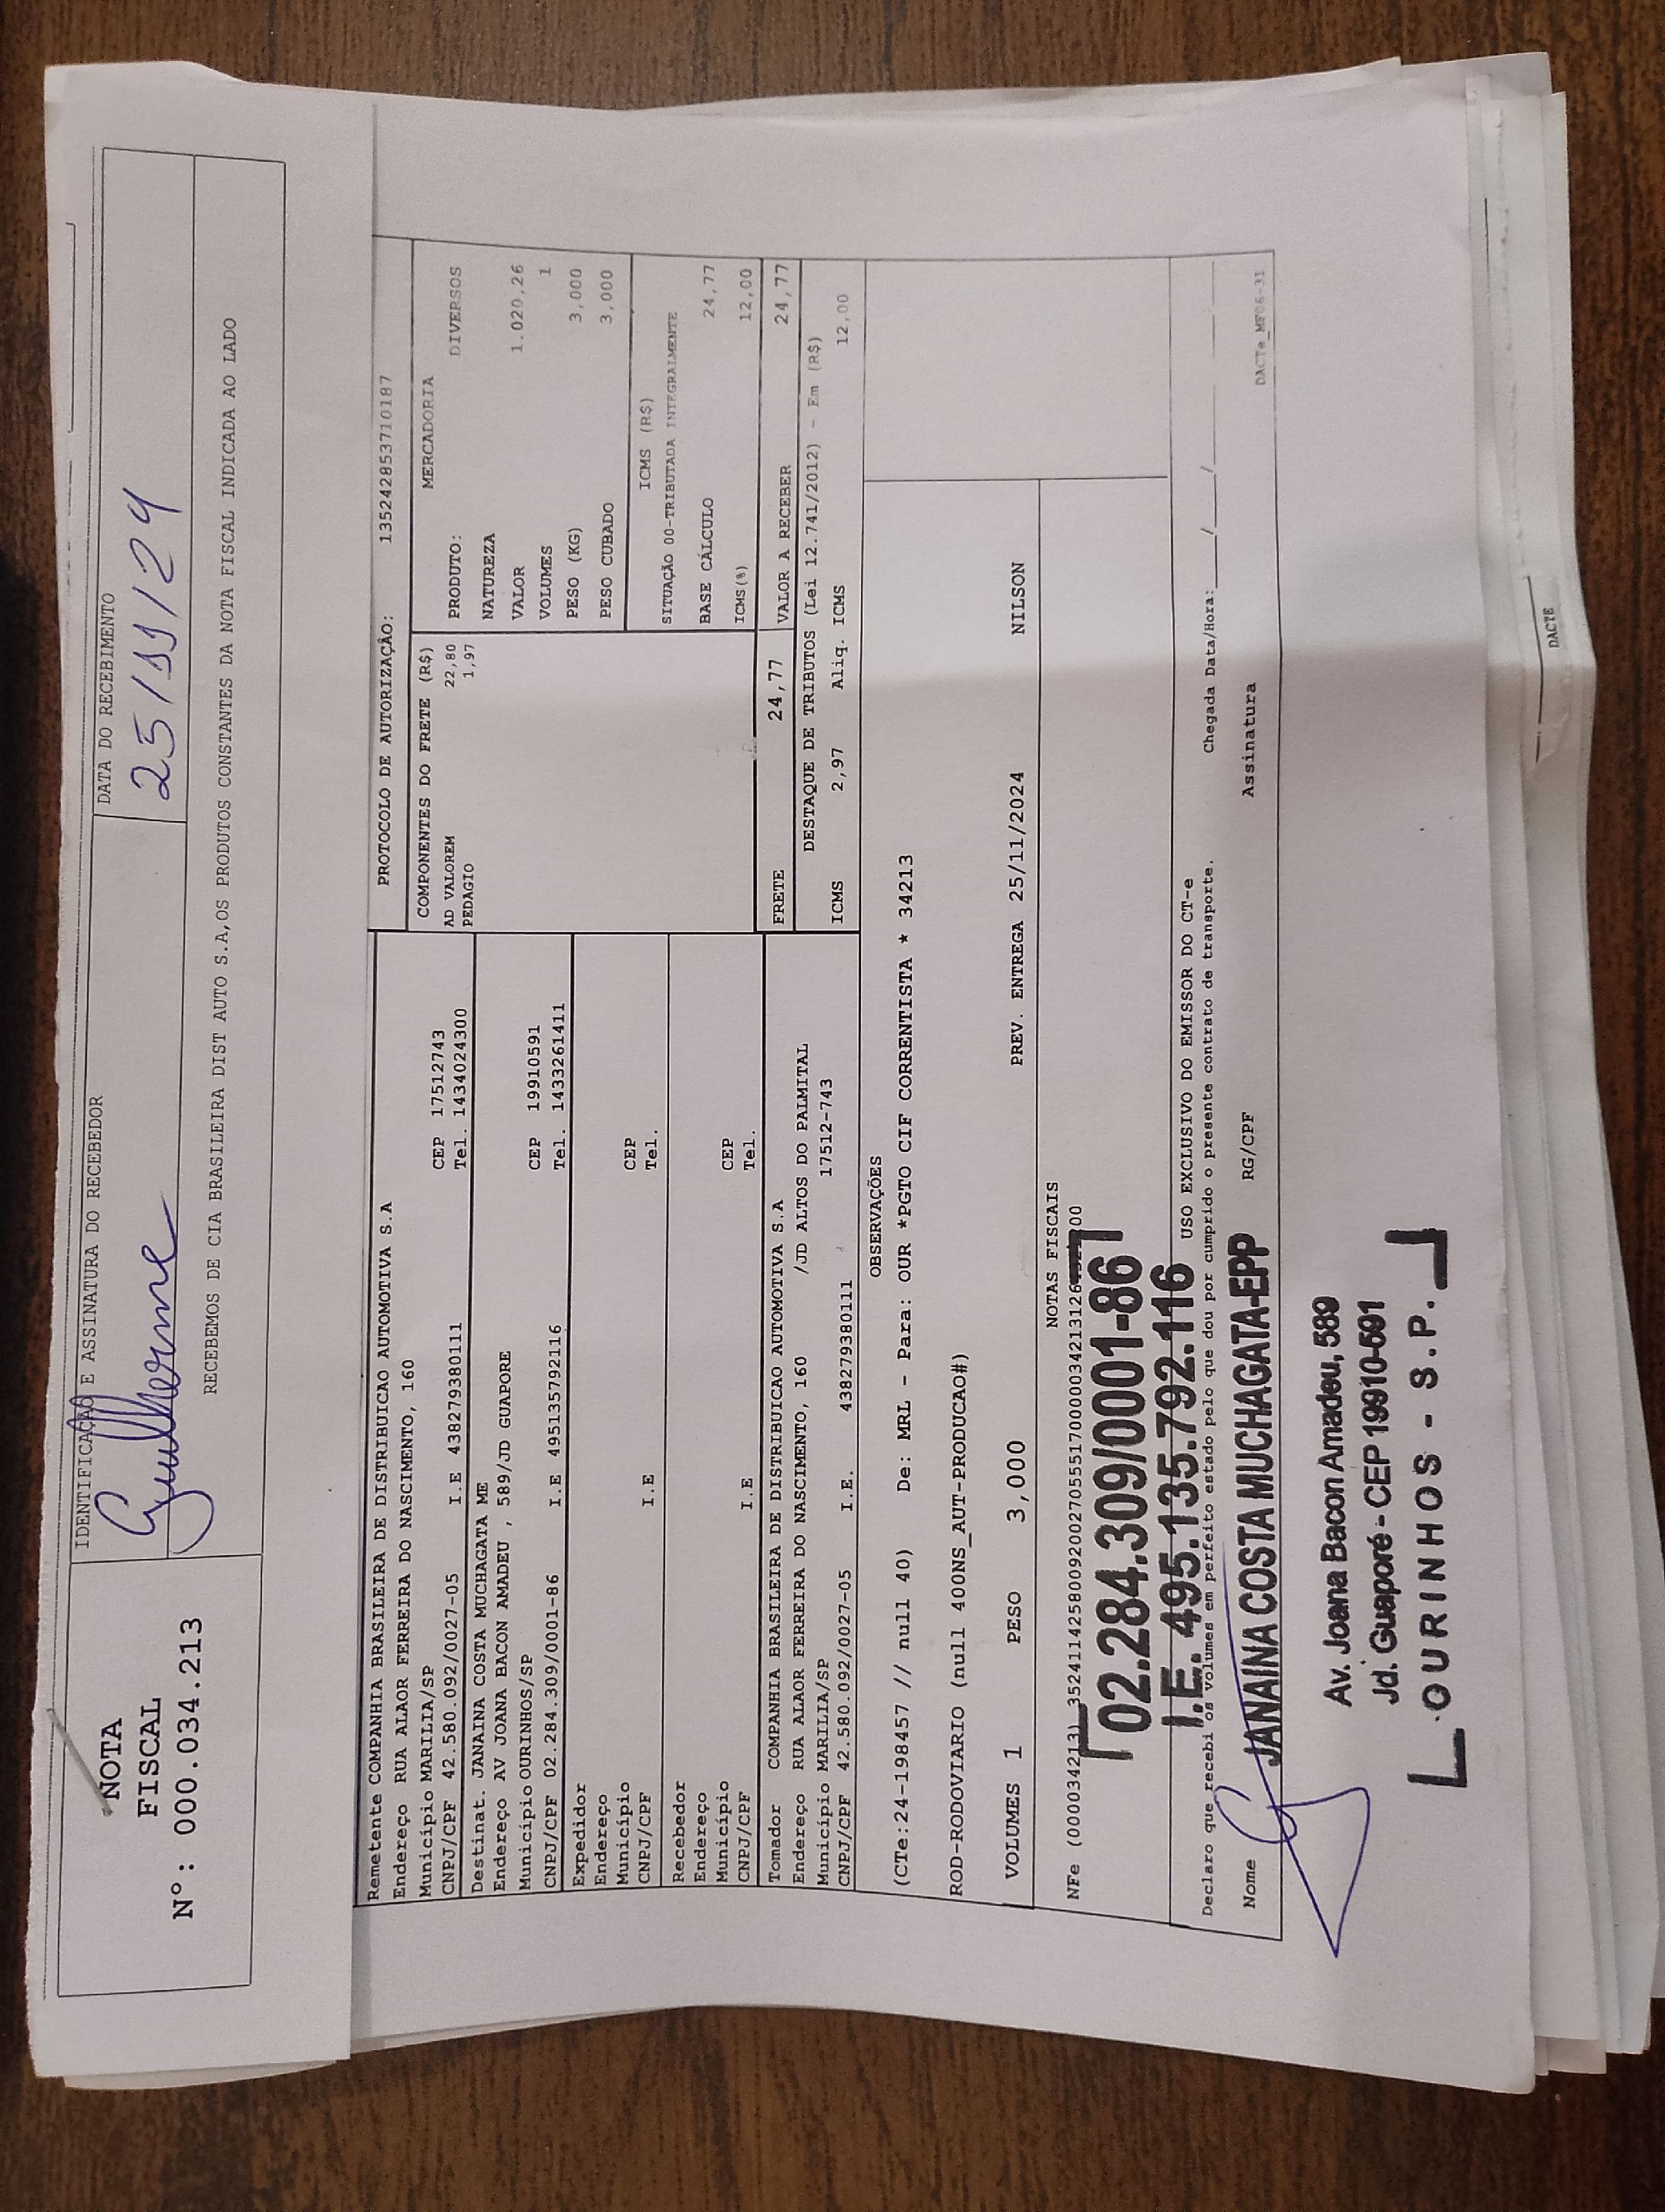 NOTA
FISCAL
N°: 000.034.213
IDENTIFICAÇÃO E ASSINATURA DO RECEBEDOR
Guilherme
DATA DO RECEBIMENTO
25/11/24
RECEBEMOS DE CIA BRASILEIRA DIST AUTO S.A,OS PRODUTOS CONSTANTES DA NOTA FISCAL INDICADA AO LADO
Remetente COMPANHIA BRASILEIRA DE DISTRIBUICAO AUTOMOTIVA S.A
Endereço RUA ALAOR FERREIRA DO NASCIMENTO, 160
Município MARILIA/SP CEP 17512743
CNPJ/CPF 42.580.092/0027-05 I.E 438279380111 Tel. 1434024300
Destinat. JANAINA COSTA MUCHAGATA ME
Endereço AV JOANA BACON AMADEU , 589/JD GUAPORE
Município OURINHOS/SP CEP 19910591
CNPJ/CPF 02.284.309/0001-86 I.E 495135792116 Tel. 1433261411
Expedidor
Endereço
Município CEP
CNPJ/CPF I.E Tel.
Recebedor
Endereço
Município CEP
CNPJ/CPF I.E Tel.
Tomador COMPANHIA BRASILEIRA DE DISTRIBUICAO AUTOMOTIVA S.A
Endereço RUA ALAOR FERREIRA DO NASCIMENTO, 160 /JD ALTOS DO PALMITAL
Município MARILIA/SP 17512-743
CNPJ/CPF 42.580.092/0027-05 I.E. 438279380111
PROTOCOLO DE AUTORIZAÇÃO: 135242853710187
COMPONENTES DO FRETE (R$)
AD VALOREM 22,80
PEDAGIO 1,97
MERCADORIA
PRODUTO: DIVERSOS
NATUREZA
VALOR 1.020,26
VOLUMES 1
PESO (KG) 3,000
PESO CUBADO 3,000
ICMS (R$)
SITUAÇÃO 00-TRIBUTADA INTEGRALMENTE
BASE CÁLCULO 24,77
ICMS(%) 12,00
FRETE 24,77 VALOR A RECEBER 24,77
DESTAQUE DE TRIBUTOS (Lei 12.741/2012) - Em (R$)
ICMS 2,97 Aliq. ICMS 12,00
OBSERVAÇÕES
(CTe:24-198457 // null 40) De: MRL - Para: OUR *PGTO CIF CORRENTISTA * 34213
ROD-RODOVIARIO (null 400NS_AUT-PRODUCAO#)
VOLUMES 1 PESO 3,000 PREV. ENTREGA 25/11/2024 NILSON
NOTAS FISCAIS
NFe (000034213)
02.284.309/0001-86
I.E. 495.135.792.116
USO EXCLUSIVO DO EMISSOR DO CT-e
Declaro que recebi os volumes em perfeito estado pelo que dou por cumprido o presente contrato de transporte. Chegada Data/Hora:___/___/___ ___:___
Nome RG/CPF Assinatura
JANAINA COSTA MUCHAGATA-EPP
DACTe_MF06-31
Av. Joana Bacon Amadeu, 589
Jd. Guaporé - CEP 19910-591
OURINHOS - S.P.
DACTE